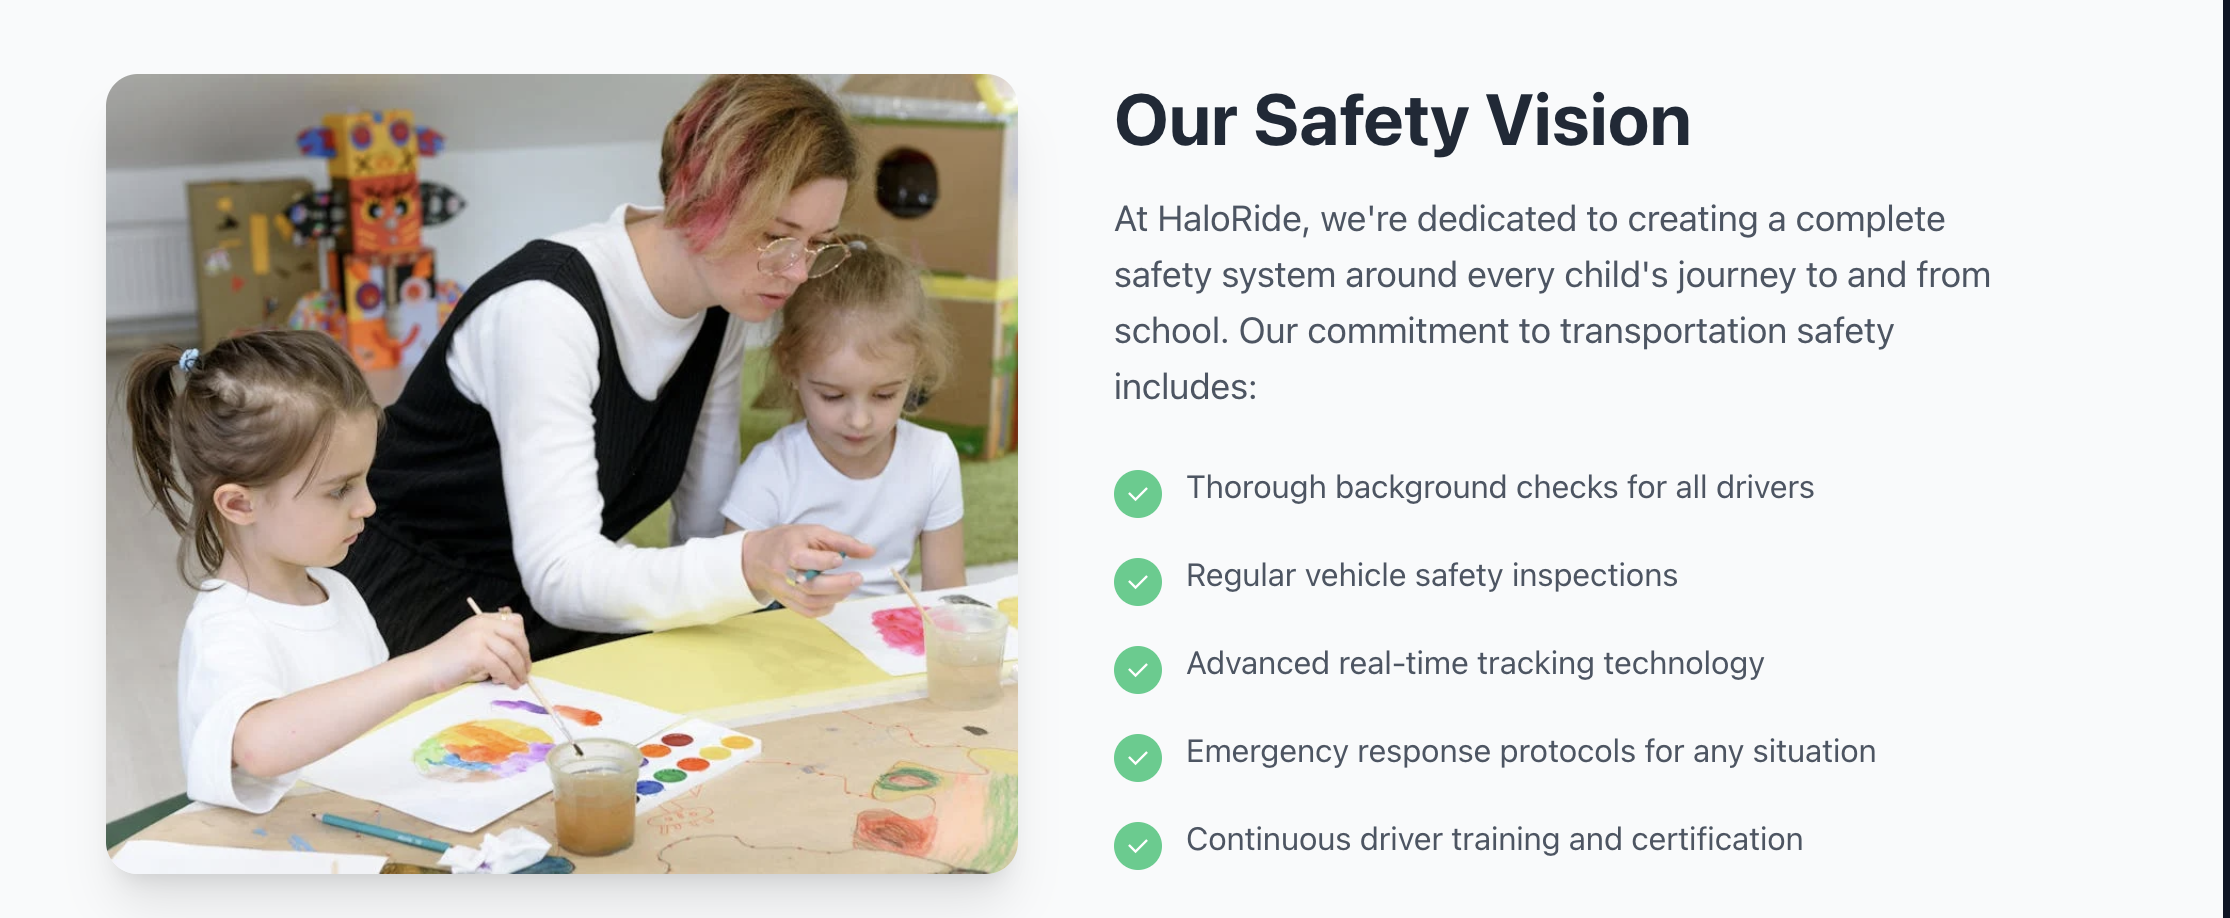 Our Safety Vision
At HaloRide, we're dedicated to creating a complete
safety system around every child's journey to and from
school. Our commitment to transportation safety
includes:
Thorough background checks for all drivers
Regular vehicle safety inspections
Advanced real-time tracking technology
Emergency response protocols for any situation
Continuous driver training and certification